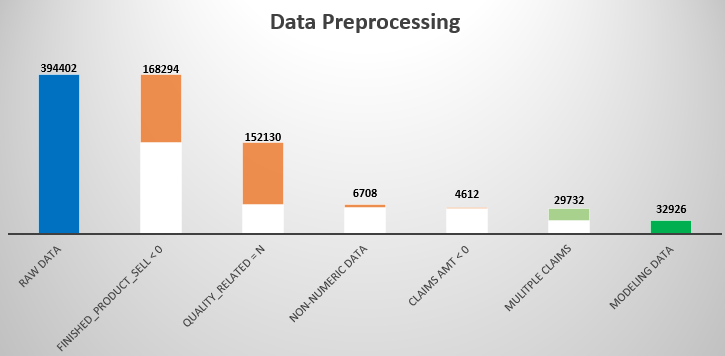 Data Preprocessing
394402
168294
152130
6708
4612
29732
32926
RAW DATA
FINISHED_PRODUCT_SELL < 0
QUALITY_RELATED = N
NON-NUMERIC DATA
CLAIMS AMT < 0
MULITPLE CLAIMS
MODELING DATA